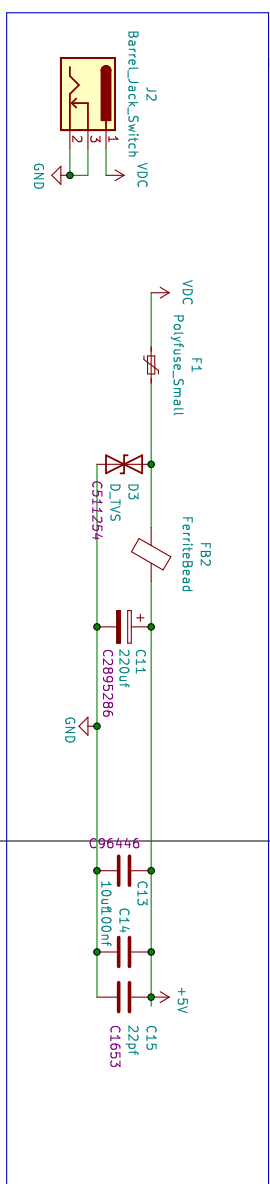 J2
Barrel_Jack_Switch
1
3
2
VDC
GND
VDC
F1
Polyfuse_Small
D3
D_TVS
C511254
FB2
FerriteBead
+
C11
220uf
C2895286
GND
C96446
C13
10uf
C14
100nf
+5V
C15
22pf
C1653